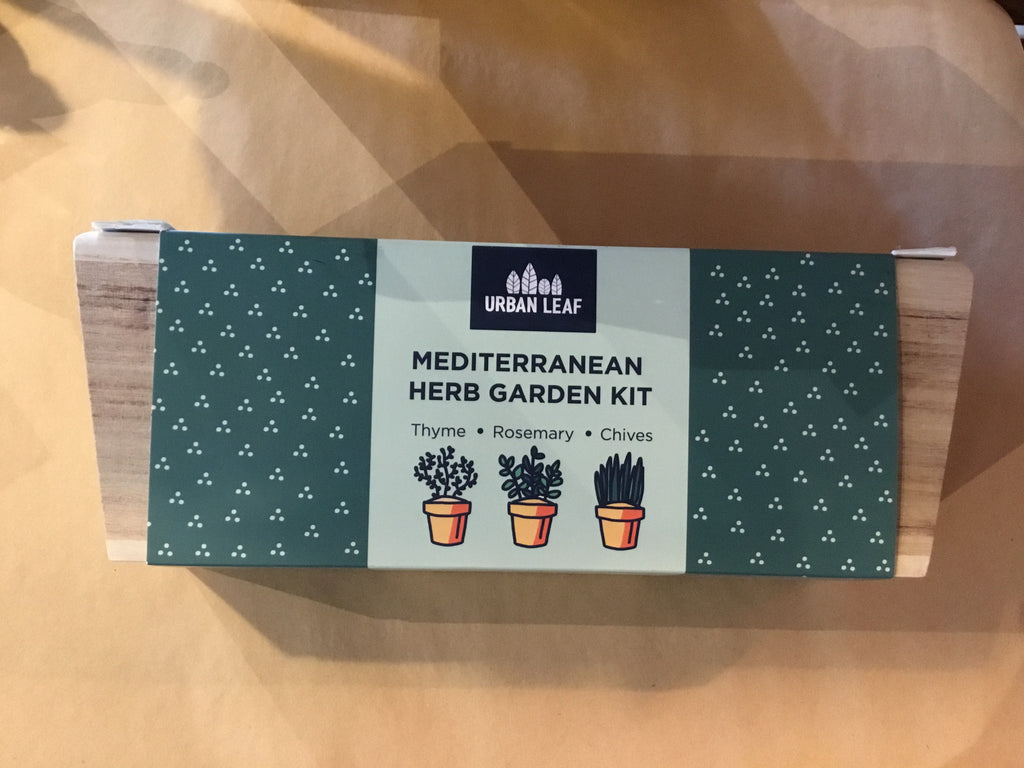 URBAN LEAF
MEDITERRANEAN
HERB GARDEN KIT
Thyme • Rosemary • Chives